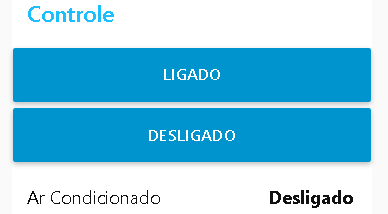 Controle
LIGADO
DESLIGADO
Ar Condicionado Desligado